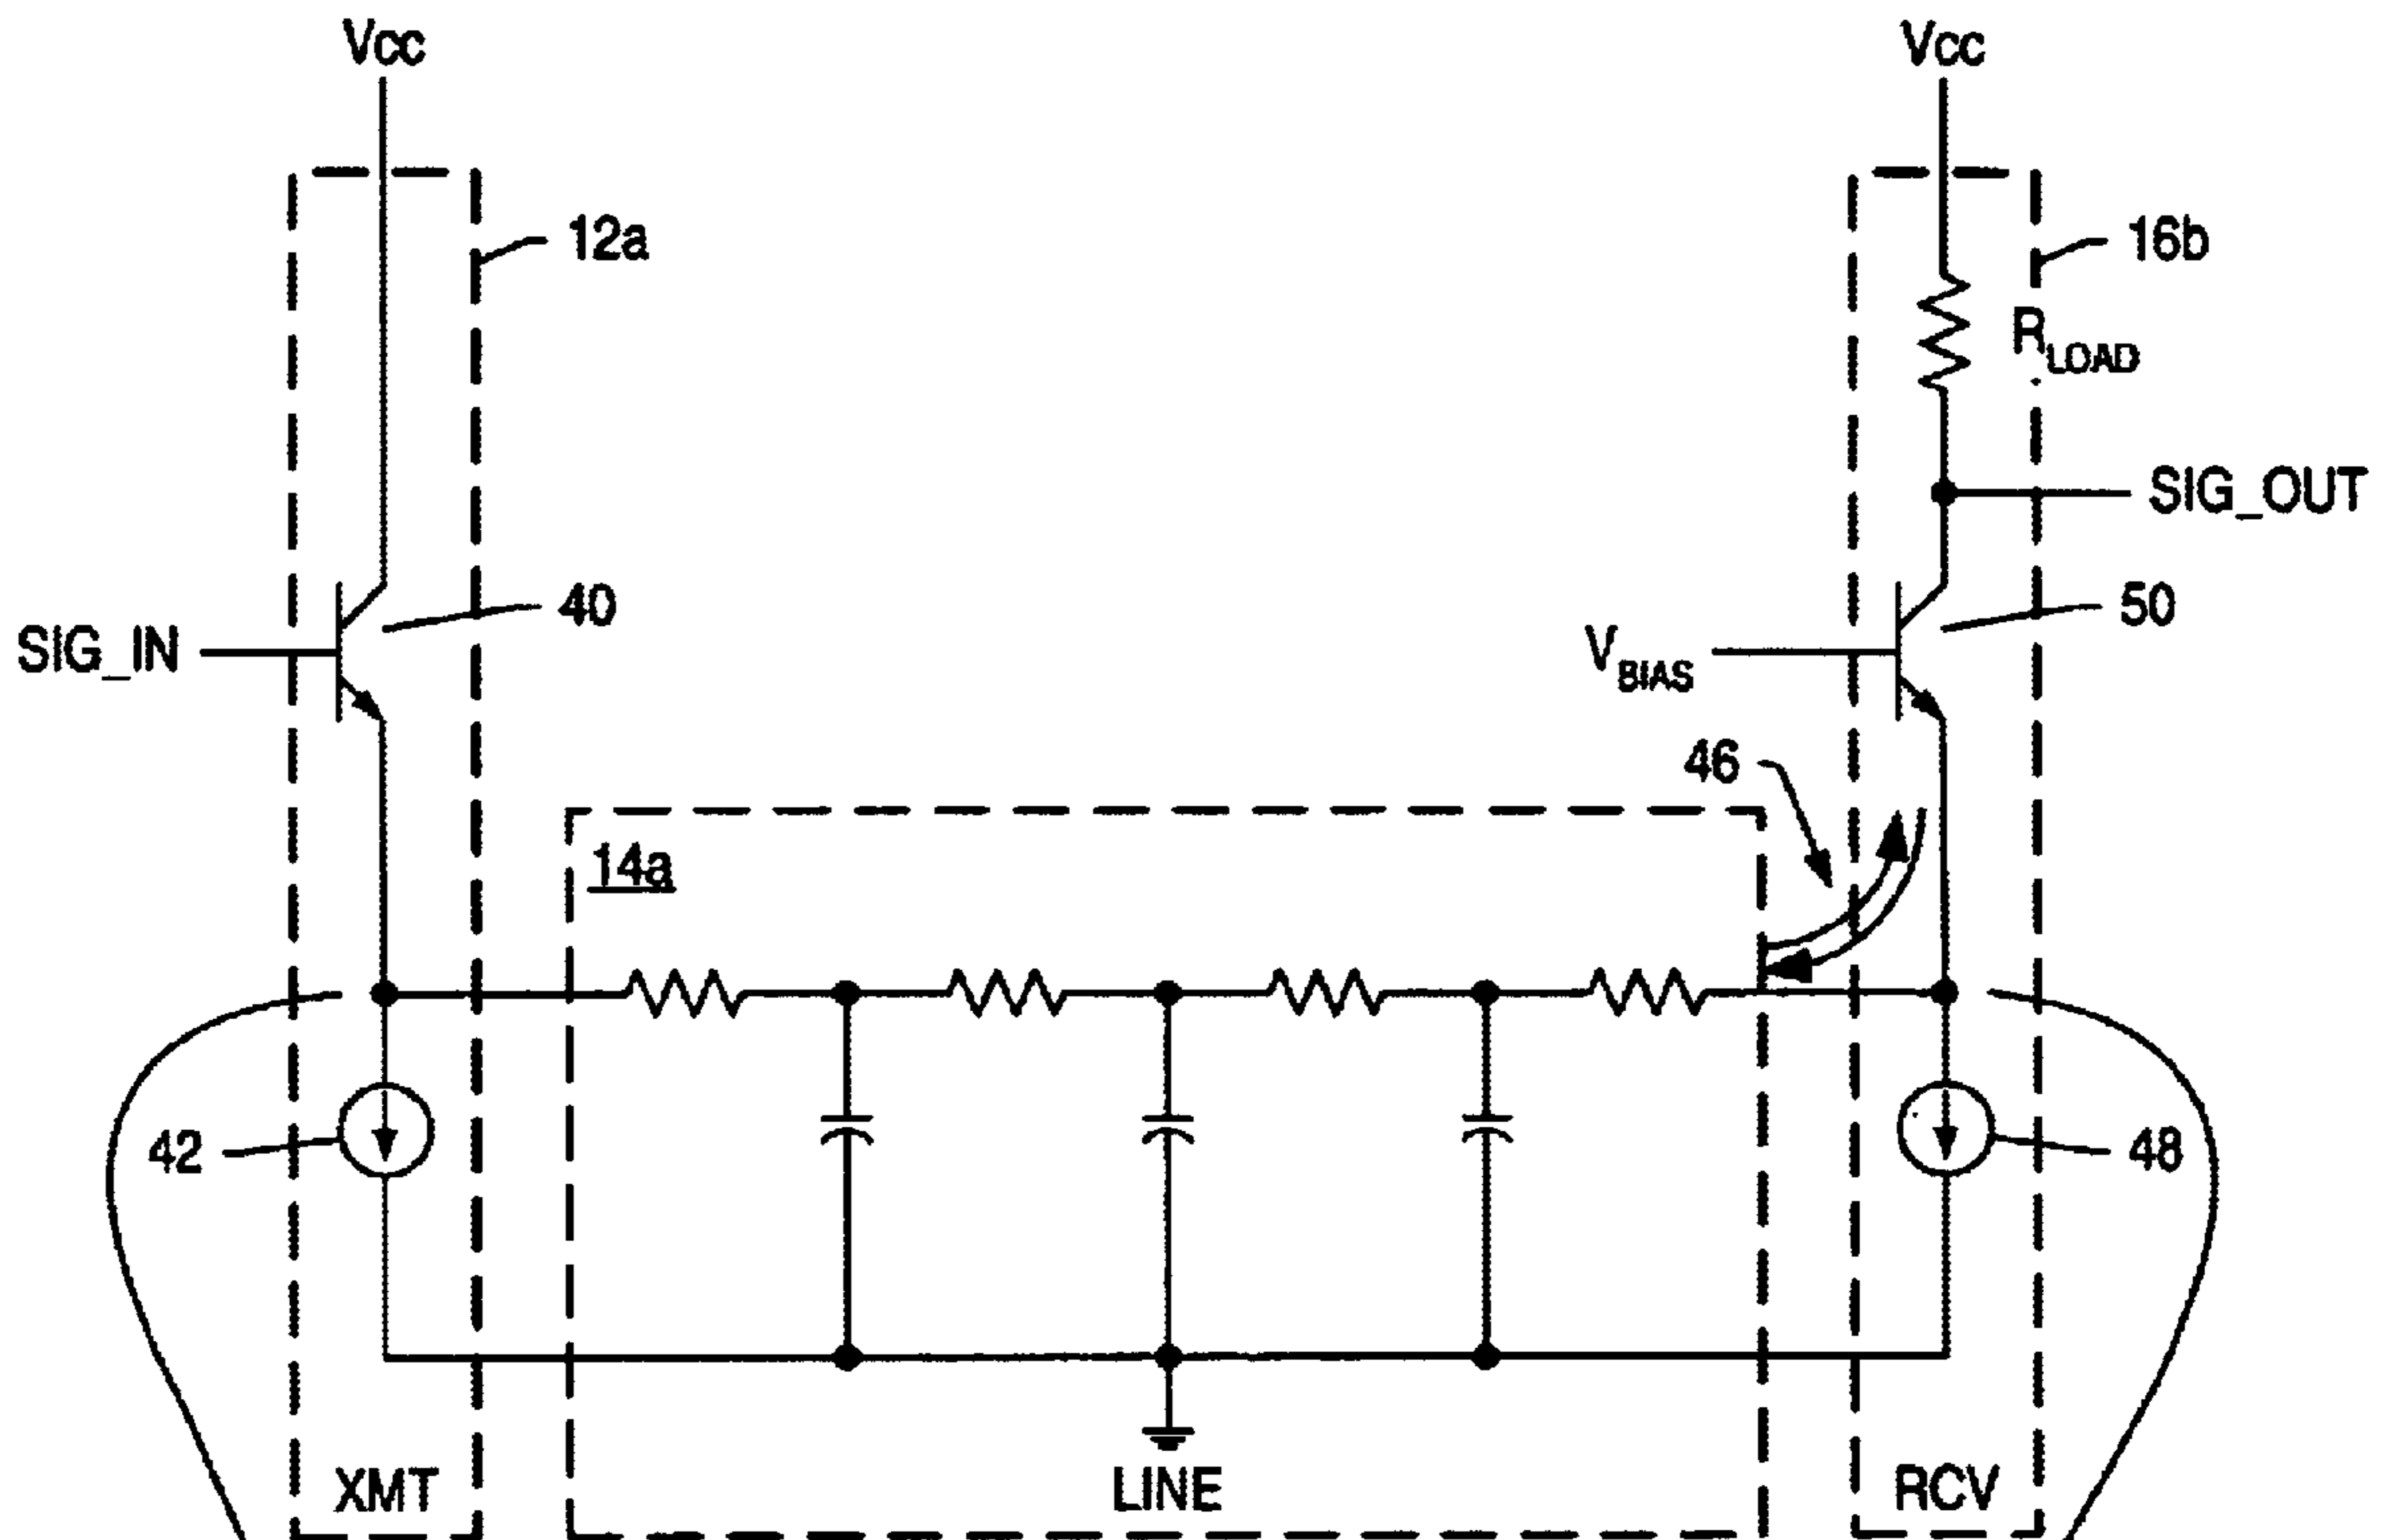 Vcc
Vcc
12a
16b
RLOAD
SIG_OUT
40
50
SIG_IN
VBIAS
46
14a
42
48
XMT
LINE
RCV